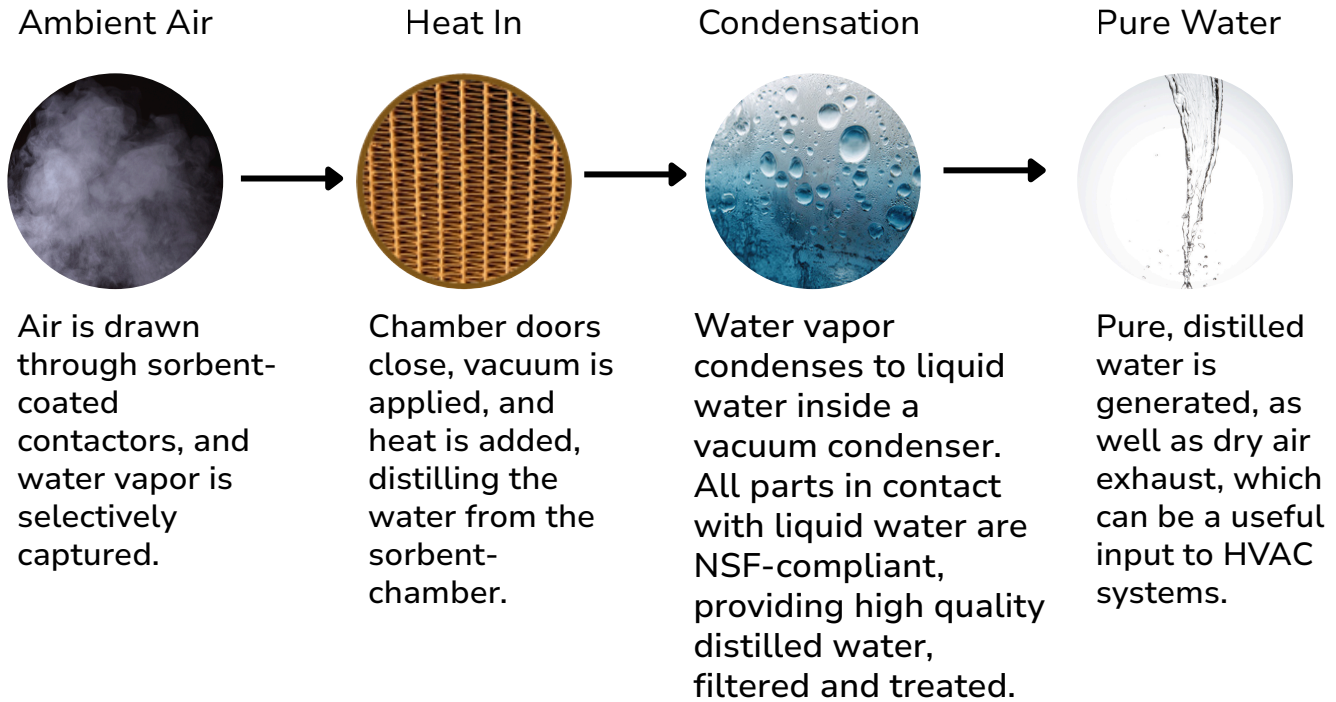 Ambient Air
Air is drawn
through sorbent-
coated
contactors, and
water vapor is
selectively
captured.
Heat In
Chamber doors
close, vacuum is
applied, and
heat is added,
distilling the
water from the
sorbent-
chamber.
Condensation
Water vapor
condenses to liquid
water inside a
vacuum condenser.
All parts in contact
with liquid water are
NSF-compliant,
providing high quality
distilled water,
filtered and treated.
Pure Water
Pure, distilled
water is
generated, as
well as dry air
exhaust, which
can be a useful
input to HVAC
systems.